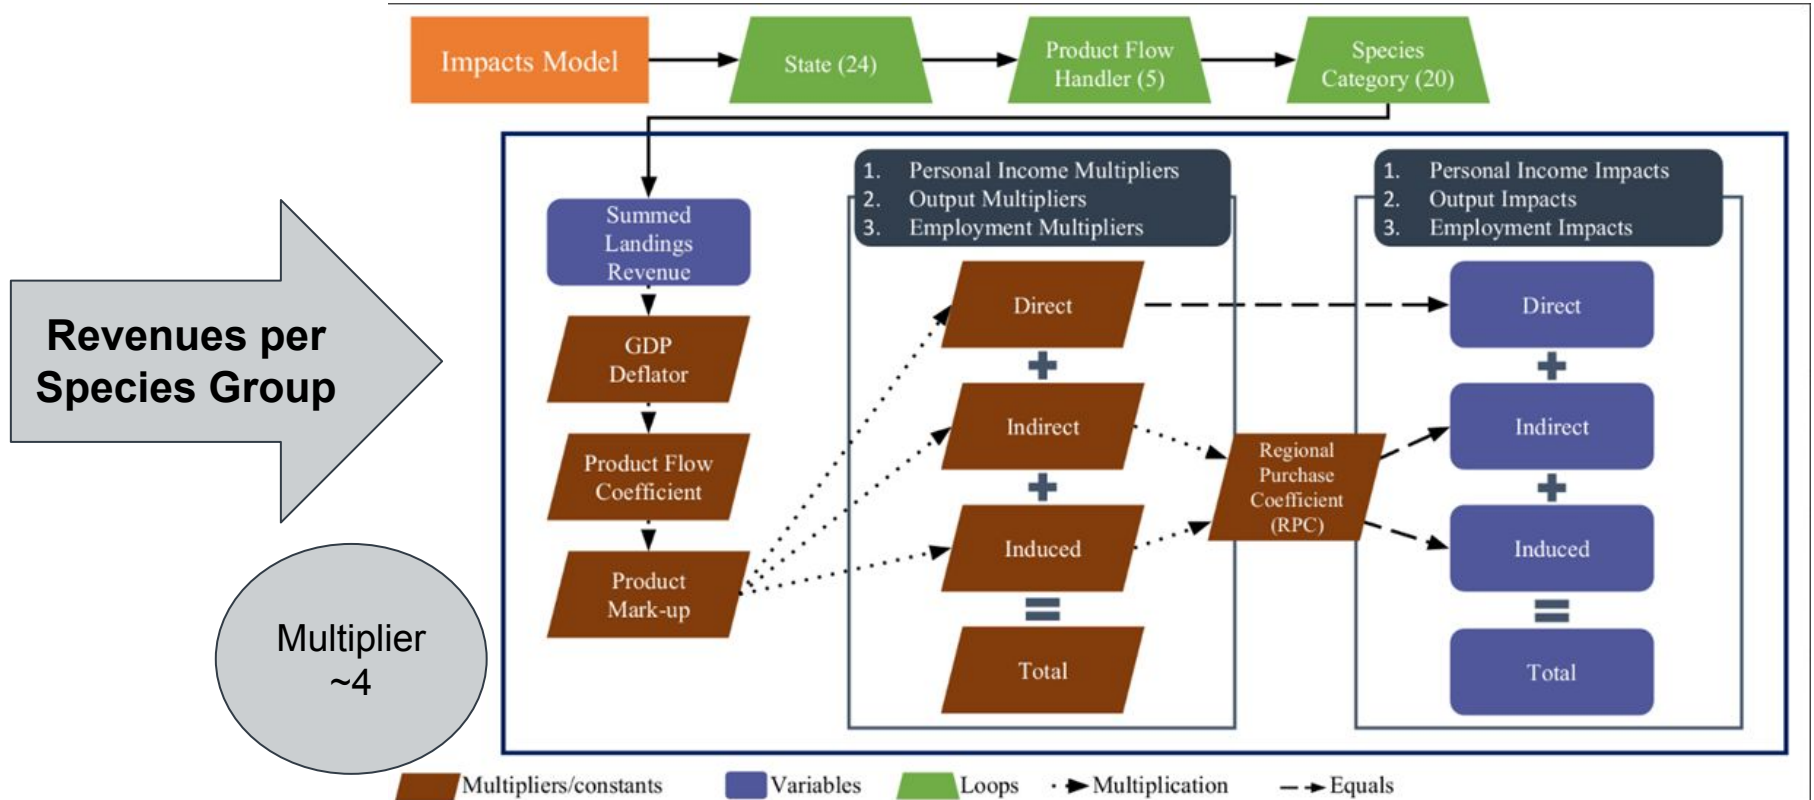 Impacts Model
State (24)
Product Flow
Handler (5)
Species
Category (20)
Revenues per
Species Group
Multiplier
~4
Summed
Landings
Revenue
GDP
Deflator
Product Flow
Coefficient
Product
Mark-up
1. Personal Income Multipliers
2. Output Multipliers
3. Employment Multipliers
Direct
+
Indirect
+
Induced
=
Total
Regional
Purchase
Coefficient
(RPC)
1. Personal Income Impacts
2. Output Impacts
3. Employment Impacts
Direct
+
Indirect
+
Induced
=
Total
Multipliers/constants
Variables
Loops
Multiplication
Equals